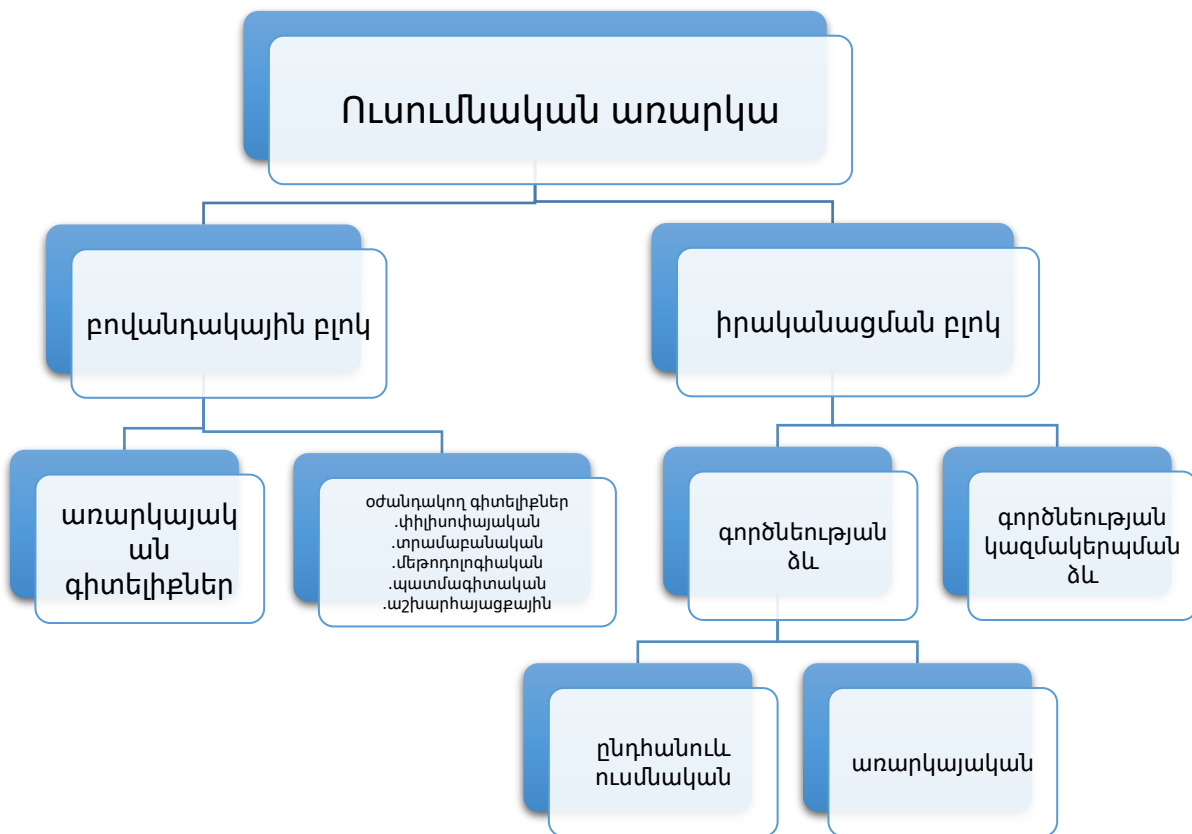 Ուսումնական առարկա
բովանդակային բլոկ
իրականացման բլոկ
առարկայակ
ան
գիտելիքներ
օժանդակող գիտելիքներ
.փիլիսոփայական
.տրամաբանական
.մեթոդոլոգիական
.պատմագիտական
.աշխարհայացքային
գործնեության
ձև
գործնեության
կազմակերպման
ձև
ընդհանուև
ուսմնական
առարկայական